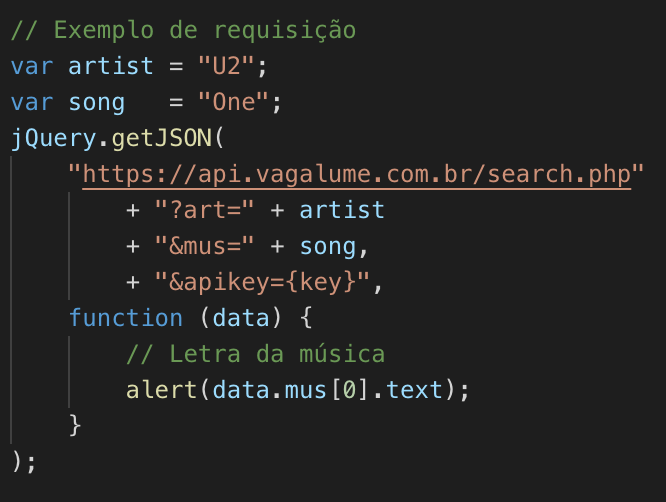 // Exemplo de requisição
var artist = "U2";
var song   = "One";
jQuery.getJSON(
    "https://api.vagalume.com.br/search.php"
        + "?art=" + artist
        + "&mus=" + song,
        + "&apikey={key}",
    function (data) {
        // Letra da música
        alert(data.mus[0].text);
    }
);